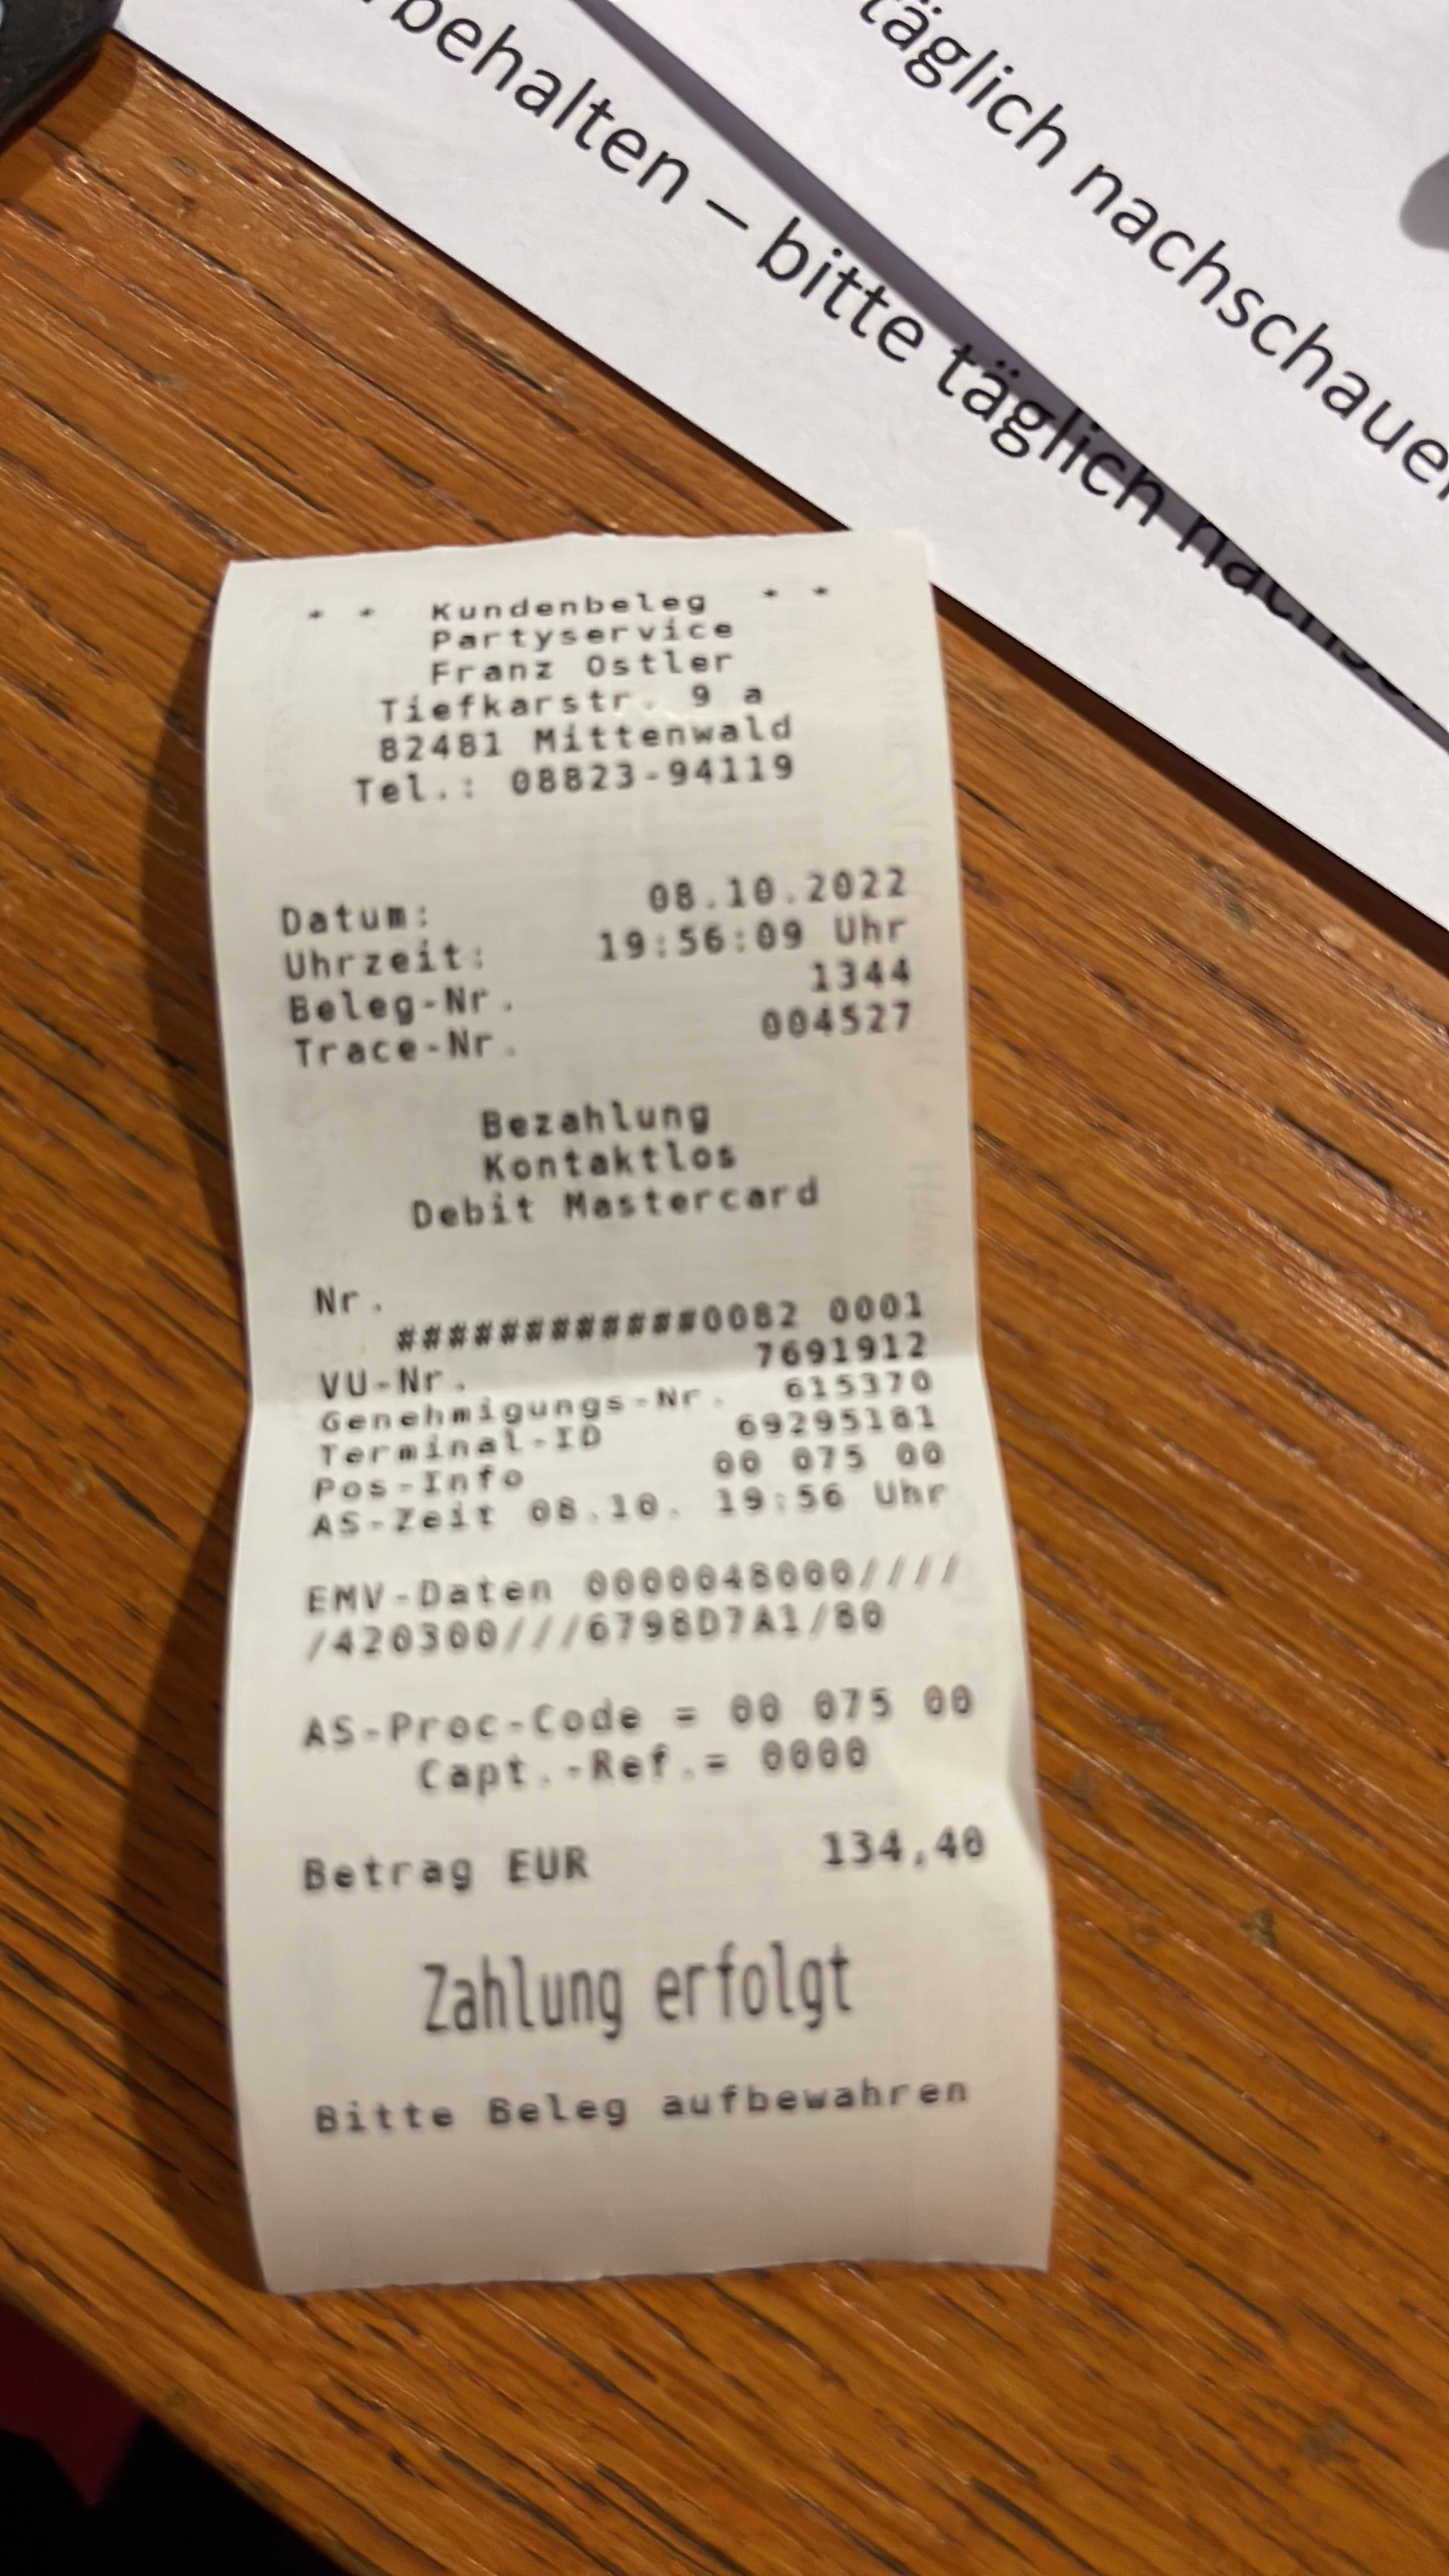 behalten – bitte täglich
täglich nachschauen
* * Kundenbeleg * *
Partyservice
Franz Ostler
Tiefkarstr. 9 a
82481 Mittenwald
Tel.: 08823-94119
Datum: 08.10.2022
Uhrzeit: 19:56:09 Uhr
Beleg-Nr. 1344
Trace-Nr. 004527
Bezahlung
Kontaktlos
Debit Mastercard
Nr.
############0082 0001
VU-Nr. 7691912
Genehmigungs-Nr. 615370
Terminal-ID 69295181
Pos-Info 00 075 00
AS-Zeit 08.10. 19:56 Uhr
EMV-Daten 0000048000////
/420300///6798D7A1/80
AS-Proc-Code = 00 075 00
Capt.-Ref.= 0000
Betrag EUR 134,40
Zahlung erfolgt
Bitte Beleg aufbewahren